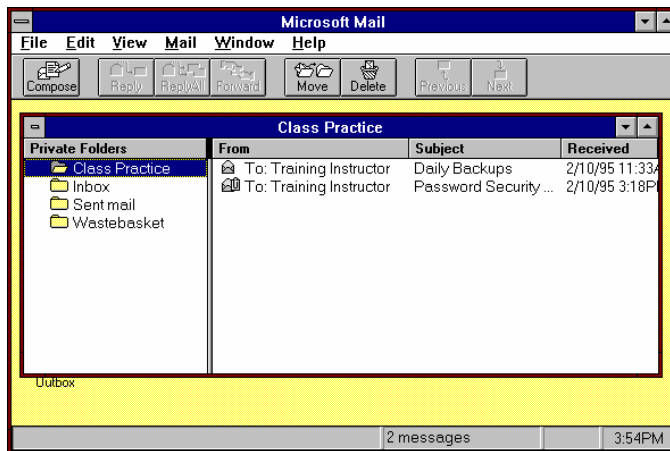 Microsoft Mail
File Edit View Mail Window Help
Compose Reply ReplyAll Forward Move Delete Previous Next
Class Practice
Private Folders From Subject Received
Class Practice To: Training Instructor Daily Backups 2/10/95 11:33A
Inbox To: Training Instructor Password Security ... 2/10/95 3:18P
Sent mail
Wastebasket
Outbox
2 messages 3:54PM